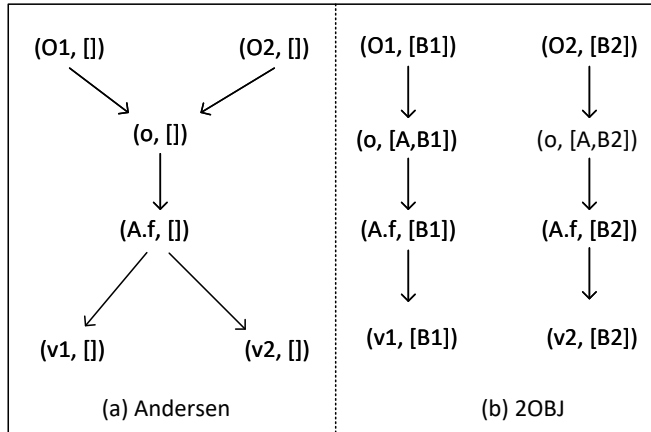 (O1, []) (O2, [])
(o, [])
(A.f, [])
(v1, []) (v2, [])
(a) Andersen
(O1, [B1]) (O2, [B2])
(o, [A,B1]) (o, [A,B2])
(A.f, [B1]) (A.f, [B2])
(v1, [B1]) (v2, [B2])
(b) 2OBJ